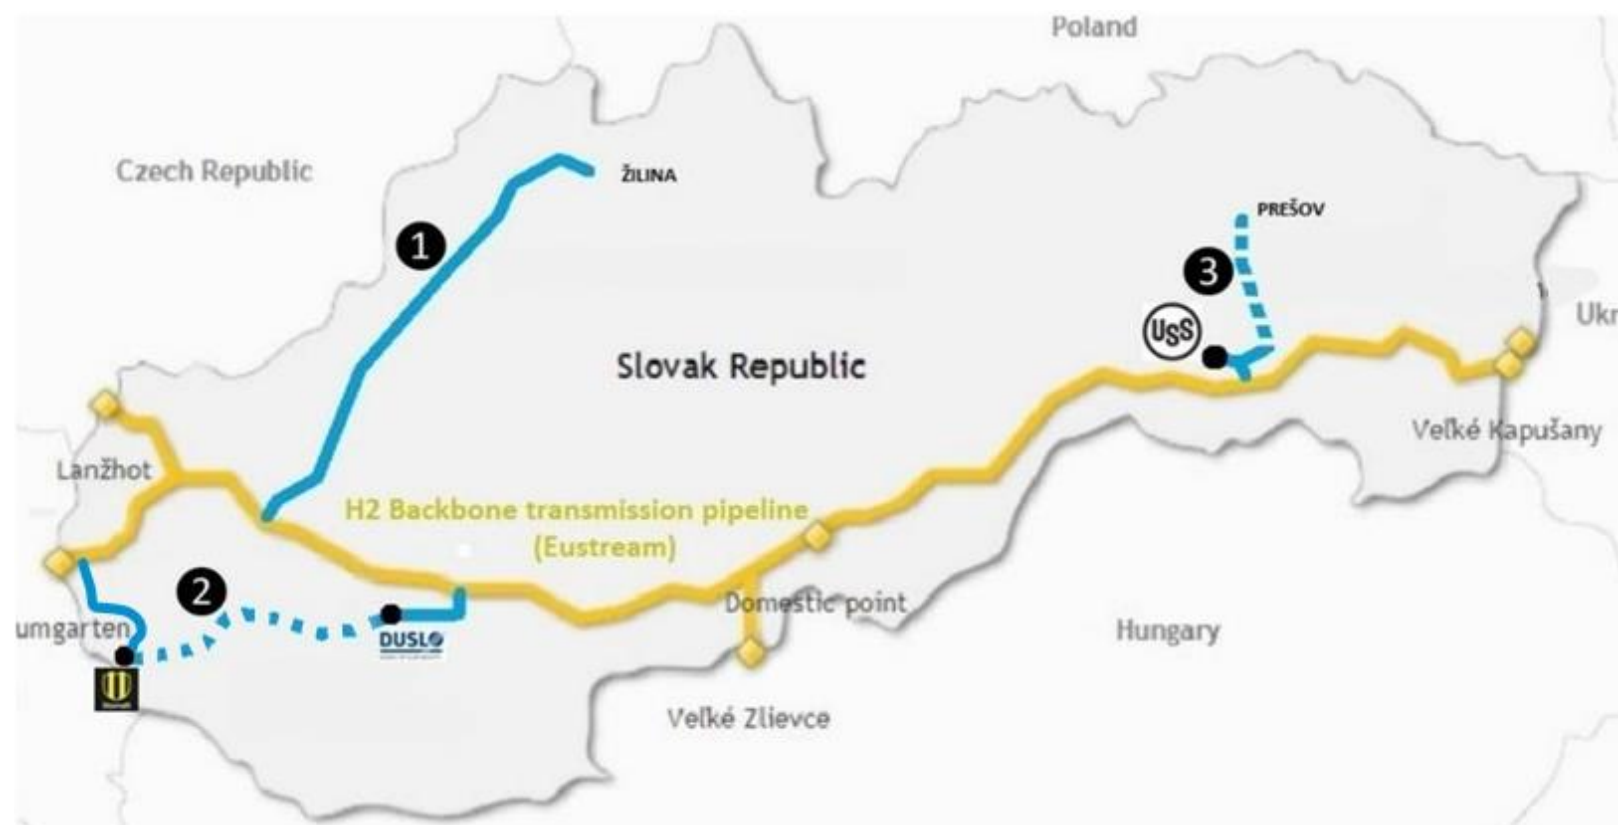 Poland
Czech Republic
ŽILINA
PREŠOV
1
3
Ukr
USS
Slovak Republic
Veľké Kapušany
Lanžhot
H2 Backbone transmission pipeline
(Eustream)
2
Domestic point
umgarten
DUSLO
Hungary
Veľké Zlievce